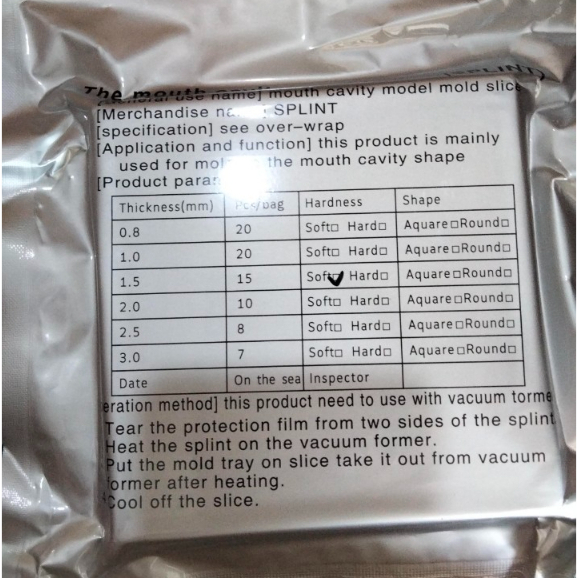 The mouth SPLINT)
use name] mouth cavity model mold slice
[Merchandise SPLINT
[specification] see over-wrap
[Application and function] this product is mainly
used for the mouth cavity shape
[Product
Thickness(mm) Pcs/bag Hardness Shape
0.8 20 Soft□ Hard□ Aquare□Round□
1.0 20 Soft□ Hard□ Aquare□Round□
1.5 15 Soft☑ Hard□ Aquare□Round□
2.0 10 Soft□ Hard□ Aquare□Round□
2.5 8 Soft□ Hard□ Aquare□Round□
3.0 7 Soft□ Hard□ Aquare□Round□
Date On the sea Inspector
eration method] this product need to use with vacuum torme
Tear the protection film from two sides of the splint
Heat the splint on the vacuum former.
Put the mold tray on slice take it out from vacuum
former after heating.
Cool off the slice.